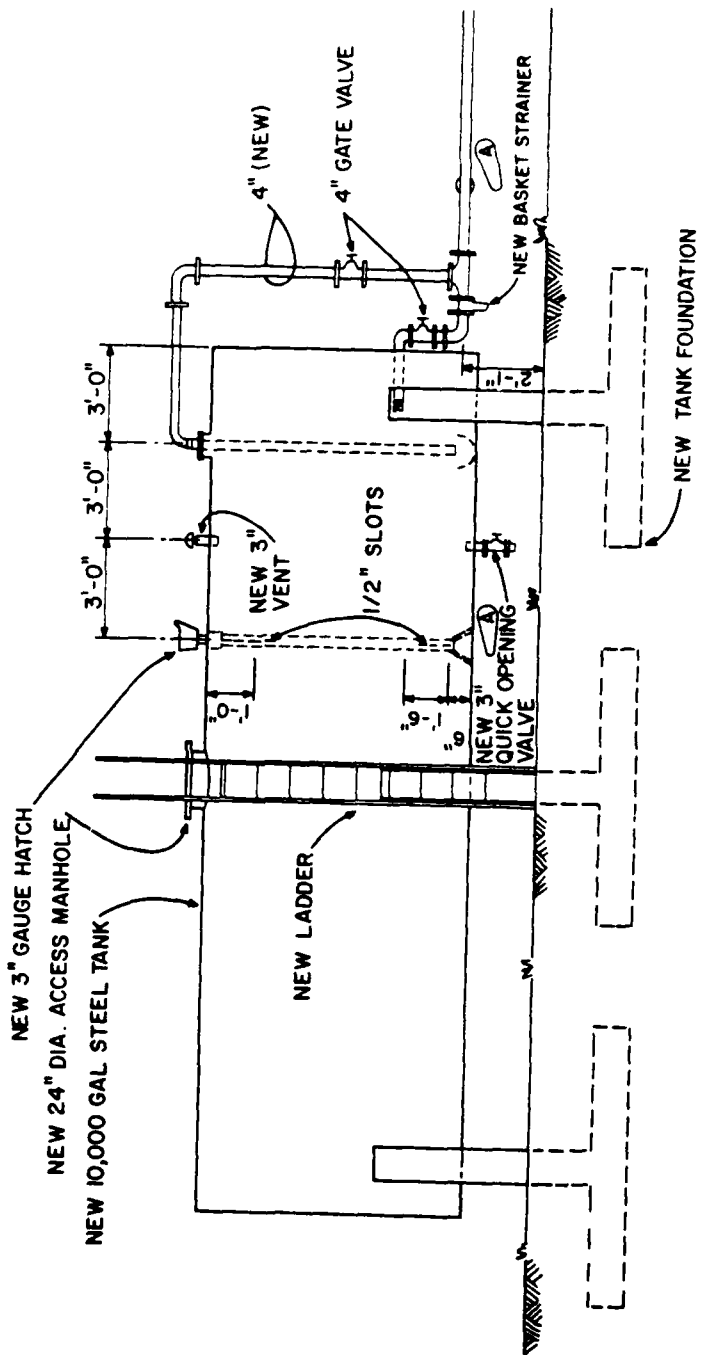 NEW 3" GAUGE HATCH
NEW 24" DIA. ACCESS MANHOLE
NEW 10,000 GAL STEEL TANK
3'-0"
3'-0"
3'-0"
4" (NEW)
4" GATE VALVE
NEW 3"
VENT
1/2" SLOTS
1'-0"
1'-6"
6"
A
NEW 3"
QUICK OPENING
VALVE
NEW LADDER
2'-1"
A
NEW BASKET STRAINER
NEW TANK FOUNDATION